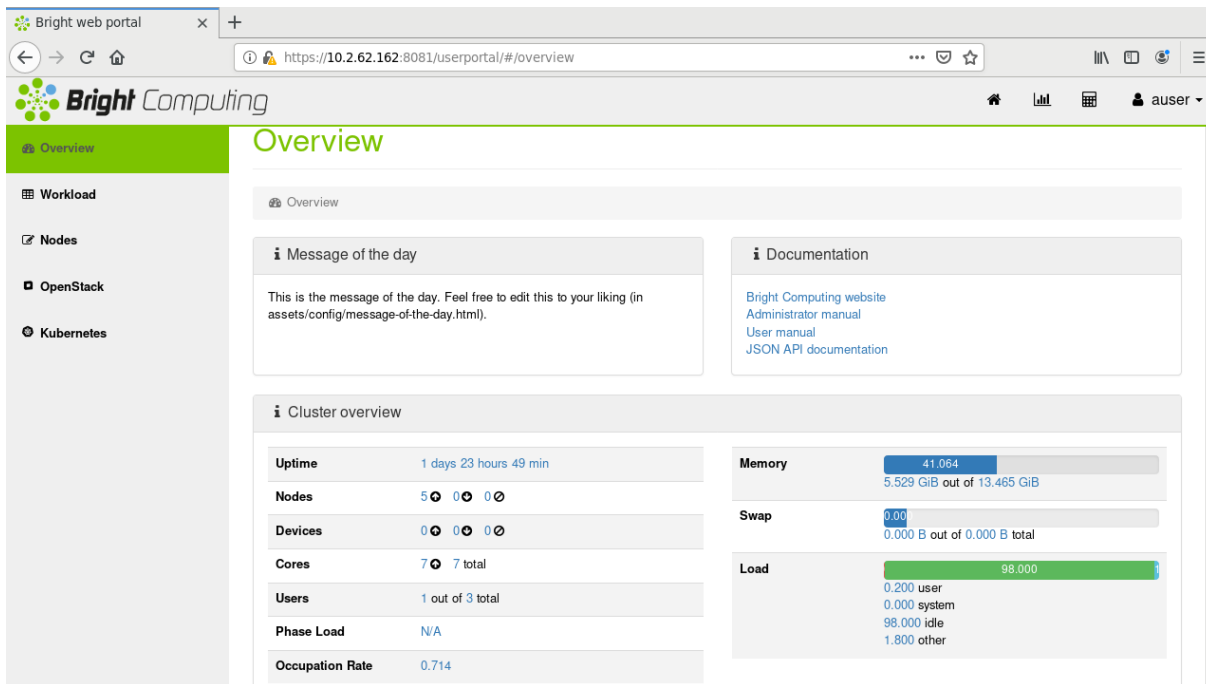 Bright web portal
https://10.2.62.162:8081/userportal/#/overview
Bright Computing
auser
Overview
Workload
Nodes
OpenStack
Kubernetes
Overview
Overview
Message of the day
This is the message of the day. Feel free to edit this to your liking (in
assets/config/message-of-the-day.html).
Documentation
Bright Computing website
Administrator manual
User manual
JSON API documentation
Cluster overview
Uptime 1 days 23 hours 49 min
Nodes 5 0 0
Devices 0 0 0
Cores 7 7 total
Users 1 out of 3 total
Phase Load N/A
Occupation Rate 0.714
Memory 41.064
5.529 GiB out of 13.465 GiB
Swap 0.00
0.000 B out of 0.000 B total
Load 98.000 1
0.200 user
0.000 system
98.000 idle
1.800 other